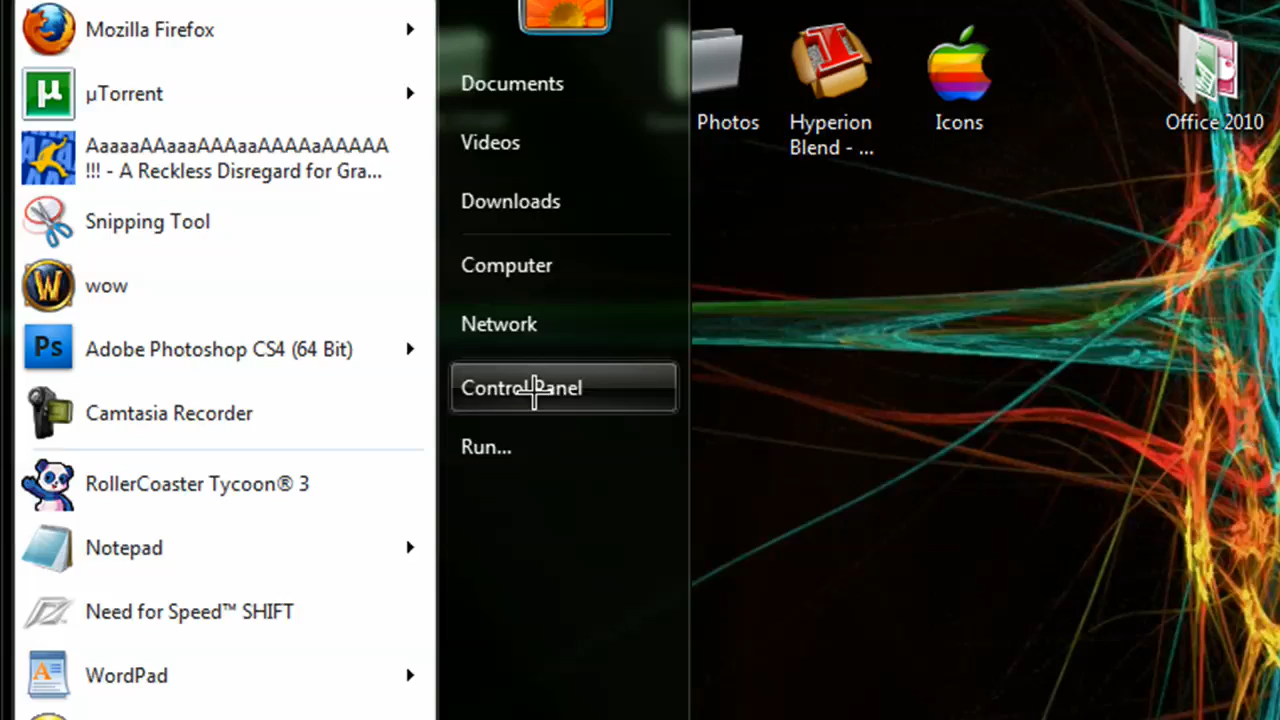 Mozilla Firefox
µTorrent
AaaaaAAaaaAAAaaAAAAaAAAAA
!!! - A Reckless Disregard for Gra...
Snipping Tool
wow
Adobe Photoshop CS4 (64 Bit)
Ps
Camtasia Recorder
RollerCoaster Tycoon® 3
Notepad
Need for Speed™ SHIFT
WordPad
Documents
Videos
Downloads
Computer
Network
Control Panel
Run...
Photos
Hyperion
Blend - ...
Icons
Office 2010